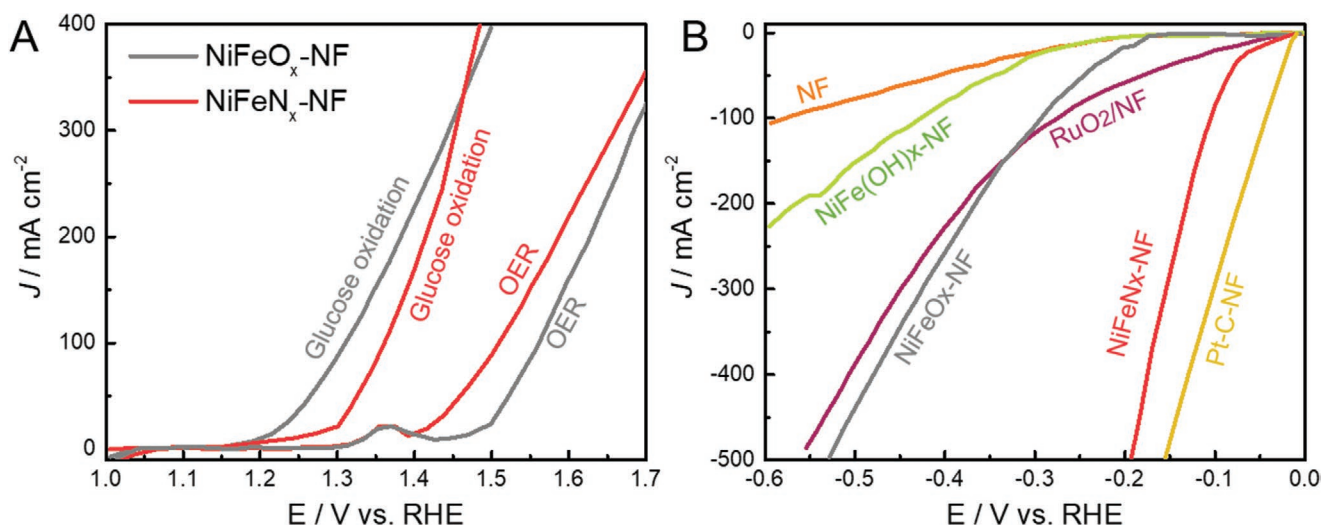 A
400
300
200
100
0
J / mA cm⁻²
NiFeOₓ-NF
NiFeNₓ-NF
Glucose oxidation
Glucose oxidation
OER
OER
1.0 1.1 1.2 1.3 1.4 1.5 1.6 1.7
E / V vs. RHE
B
0
-100
-200
-300
-400
-500
J / mA cm⁻²
NF
NiFe(OH)x-NF
RuO₂/NF
NiFeOx-NF
NiFeNx-NF
Pt-C-NF
-0.6 -0.5 -0.4 -0.3 -0.2 -0.1 0.0
E / V vs. RHE